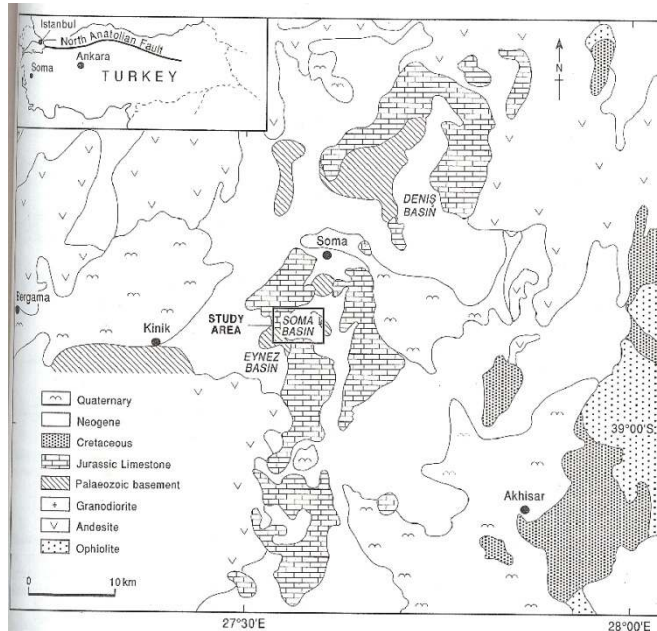 Istanbul
North Anatolian Fault
Soma
Ankara
TURKEY
N
DENIŞ
BASIN
Soma
Bergama
Kinik
STUDY
AREA
SOMA
BASIN
EYNEZ
BASIN
Quaternary
Neogene
Cretaceous
Jurassic Limestone
Palaeozoic basement
Granodiorite
Andesite
Ophiolite
39°00'S
Akhisar
0 10 km
27°30'E
28°00'E